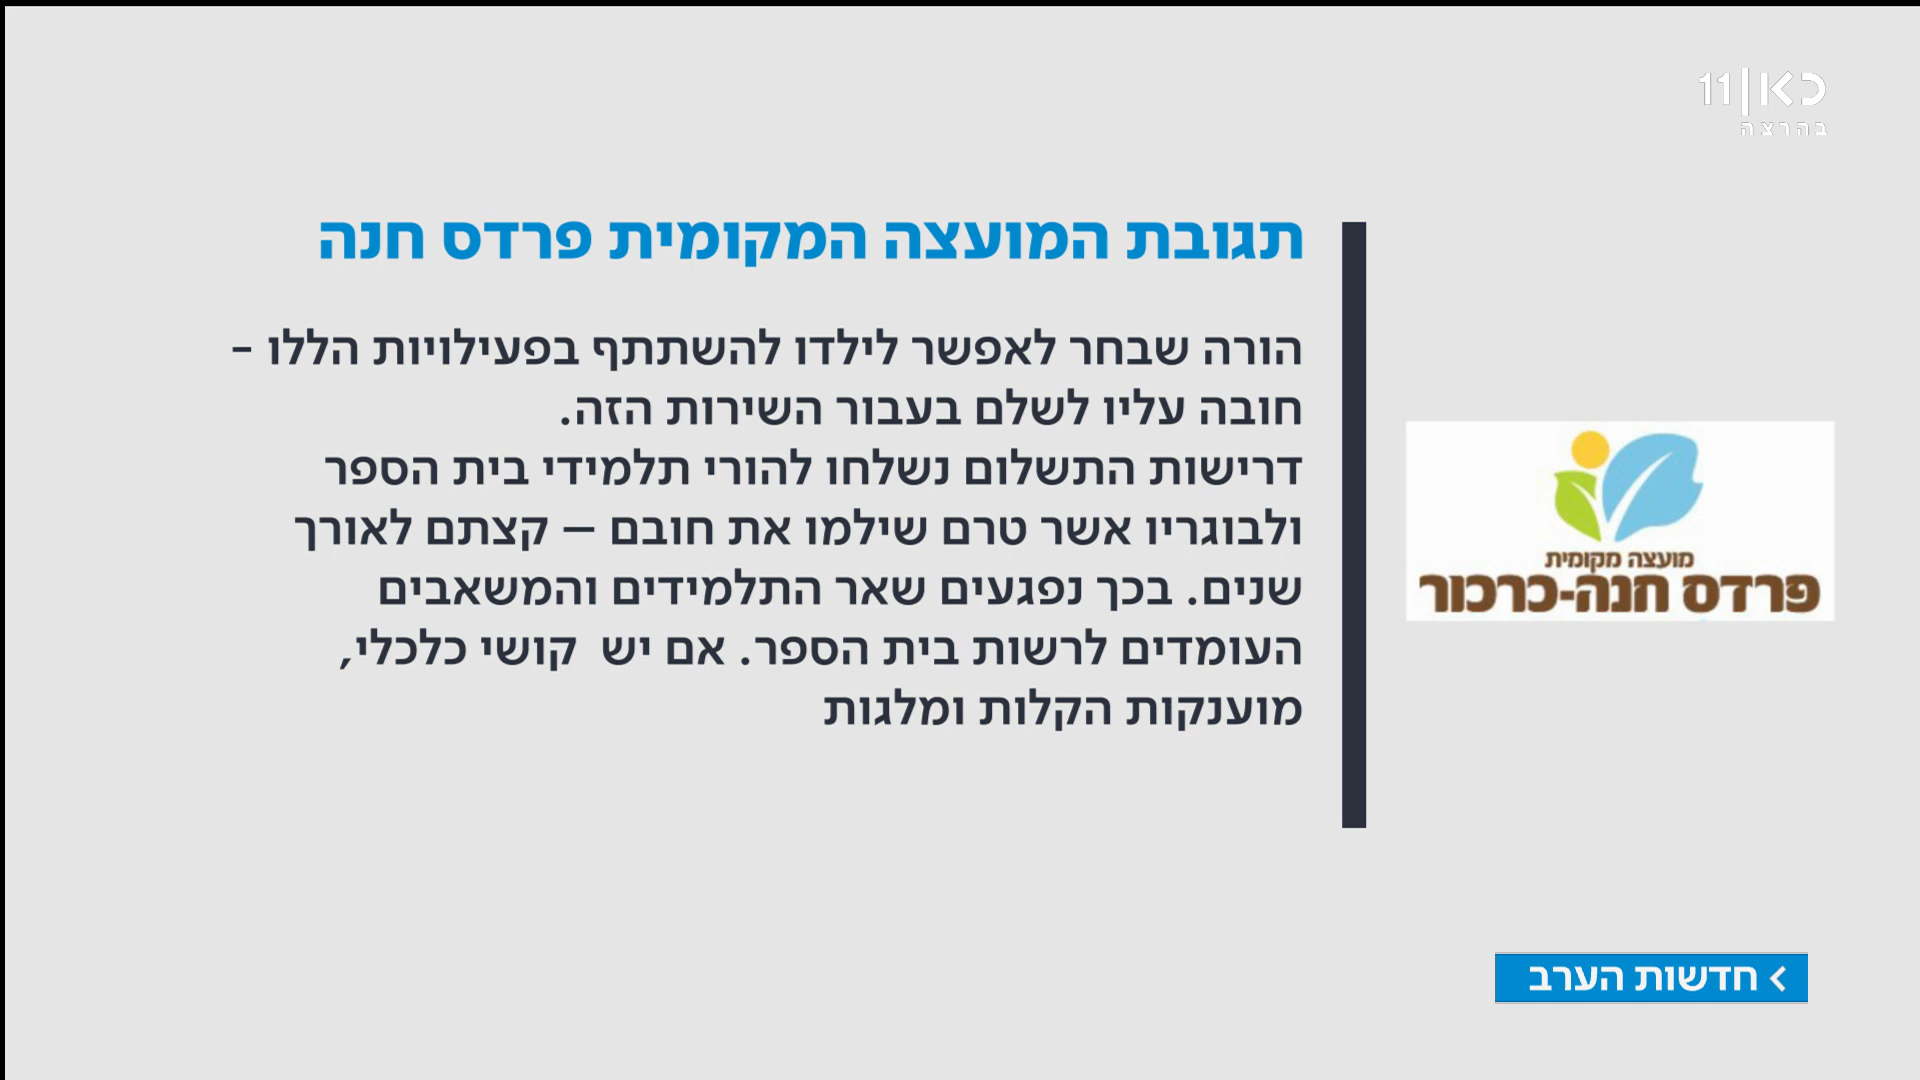 כאן 11
בהרצה
תגובת המועצה המקומית פרדס חנה
הורה שבחר לאפשר לילדו להשתתף בפעילויות הללו -
חובה עליו לשלם בעבור השירות הזה.
דרישות התשלום נשלחו להורי תלמידי בית הספר
ולבוגריו אשר טרם שילמו את חובם – קצתם לאורך
שנים. בכך נפגעים שאר התלמידים והמשאבים
העומדים לרשות בית הספר. אם יש  קושי כלכלי,
מוענקות הקלות ומלגות
מועצה מקומית
פרדס חנה-כרכור
חדשות הערב